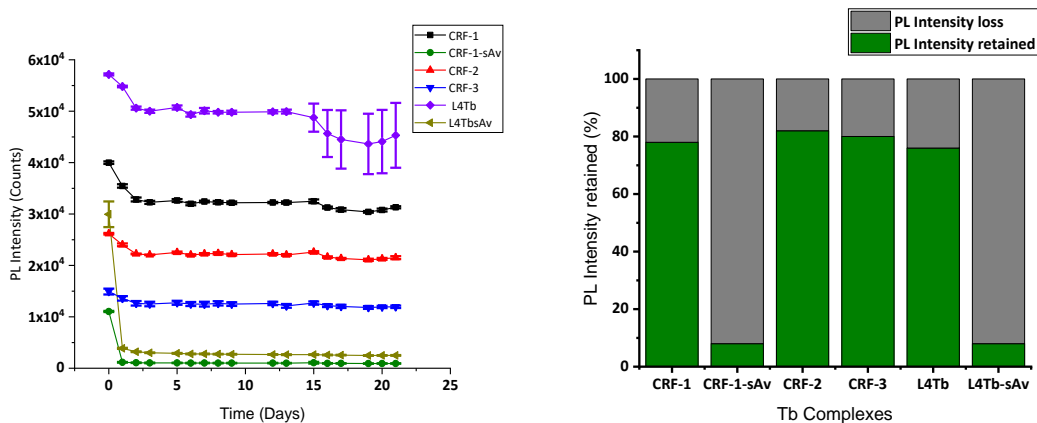 CRF-1
CRF-1-sAv
CRF-2
CRF-3
L4Tb
L4TbsAv
6x10⁴
5x10⁴
4x10⁴
3x10⁴
2x10⁴
1x10⁴
0
PL Intensity (Counts)
0 5 10 15 20 25
Time (Days)
PL Intensity loss
PL Intensity retained
100
80
60
40
20
0
PL Intensity retained (%)
CRF-1 CRF-1-sAv CRF-2 CRF-3 L4Tb L4Tb-sAv
Tb Complexes